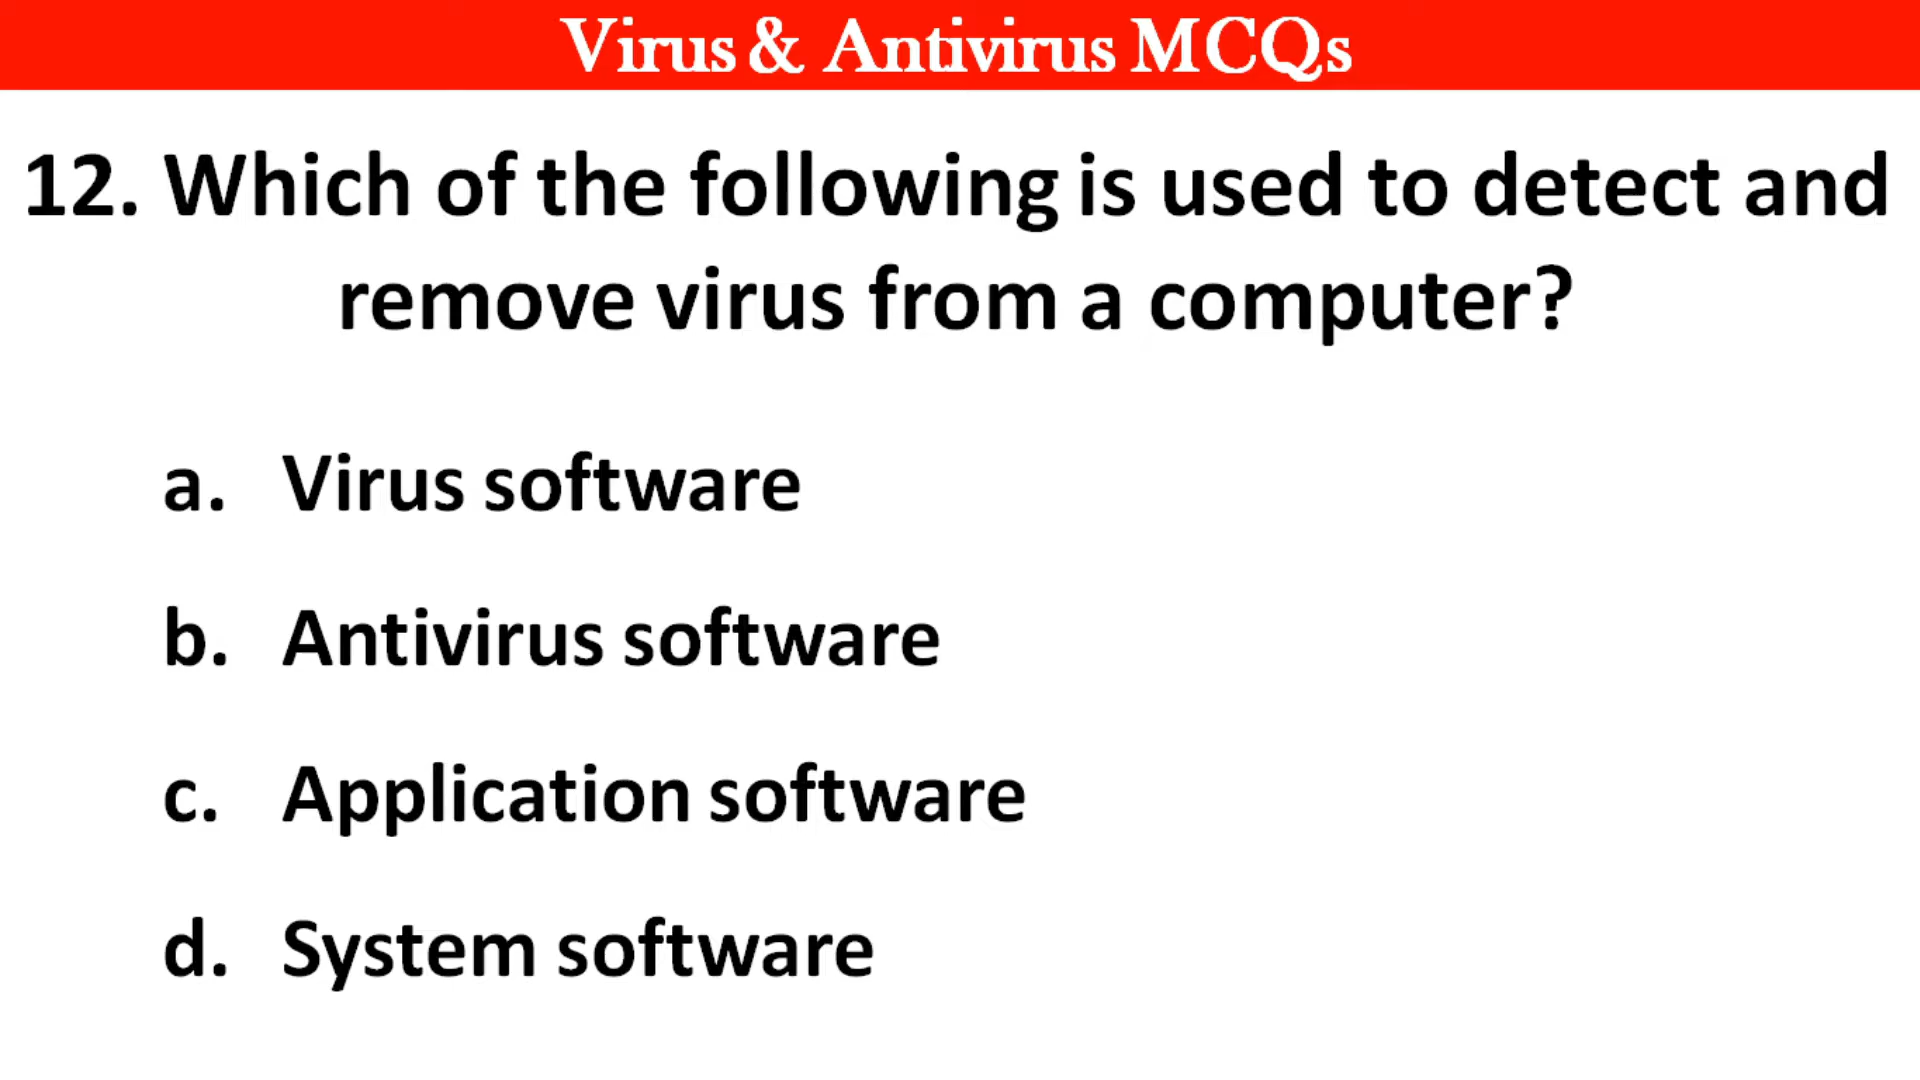 Virus & Antivirus MCQs
12. Which of the following is used to detect and
remove virus from a computer?
a. Virus software
b. Antivirus software
c. Application software
d. System software